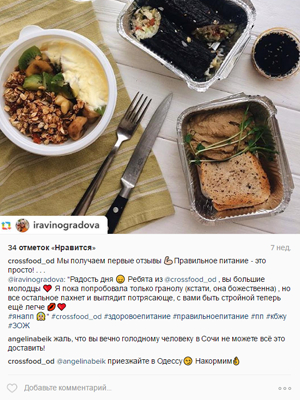 iravinogradova
34 отметок «Нравится» 7 нед.
crossfood_od Мы получаем первые отзывы 💪 Правильное питание - это
просто! . . .
@iravinogradova: "Радость дня 😊 Ребята из @crossfood_od , вы большие
молодцы ❤ Я пока попробовала только гранолу (кстати, она божественна) , но
все остальное пахнет и выглядит потрясающе, с вами быть стройной теперь
ещё легче 💋❤
#янапп 🙆" #crossfood_od #здоровоепитание #правильноепитание #пп #кбжу
#ЗОЖ
angelinabeik жаль, что вы вечно голодному человеку в Сочи не можете всё это
доставить!
crossfood_od @angelinabeik приезжайте в Одессу😏 Накормим👌
Добавьте комментарий...